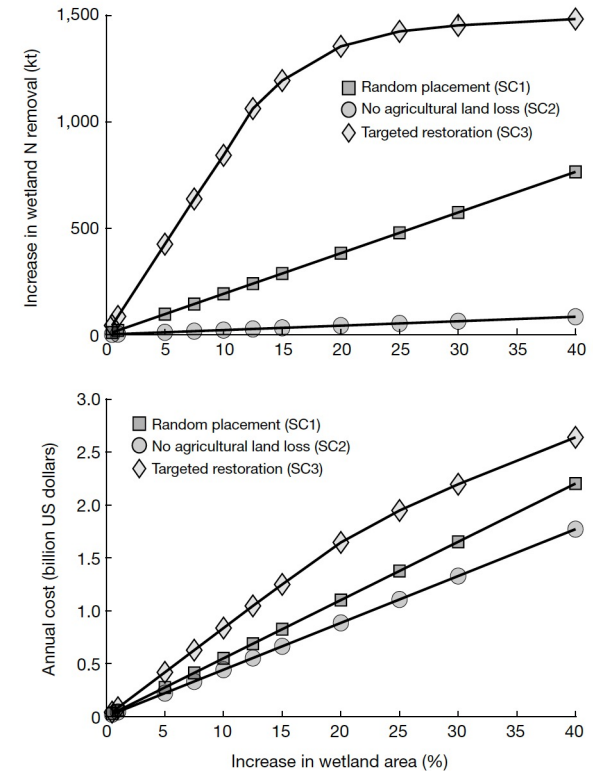 Increase in wetland N removal (kt)
1,500
1,000
500
0
Random placement (SC1)
No agricultural land loss (SC2)
Targeted restoration (SC3)
0 5 10 15 20 25 30 35 40
Annual cost (billion US dollars)
3.0
2.5
2.0
1.5
1.0
0.5
0
Random placement (SC1)
No agricultural land loss (SC2)
Targeted restoration (SC3)
0 5 10 15 20 25 30 35 40
Increase in wetland area (%)